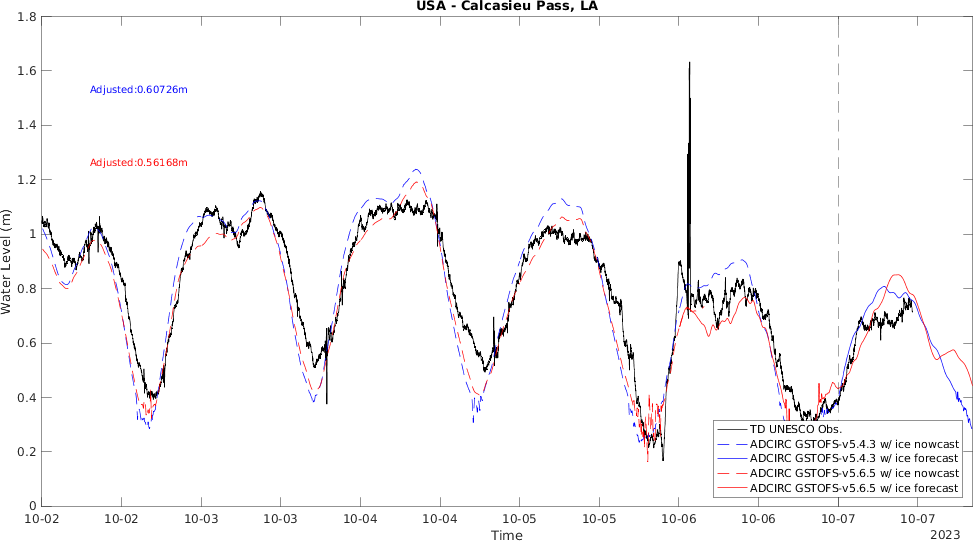 USA - Calcasieu Pass, LA
1.8
1.6
1.4
1.2
1
0.8
0.6
0.4
0.2
0
Water Level (m)
Adjusted:0.60726m
Adjusted:0.56168m
TD UNESCO Obs.
ADCIRC GSTOFS-v5.4.3 w/ ice nowcast
ADCIRC GSTOFS-v5.4.3 w/ ice forecast
ADCIRC GSTOFS-v5.6.5 w/ ice nowcast
ADCIRC GSTOFS-v5.6.5 w/ ice forecast
10-02 10-02 10-03 10-03 10-04 10-04 10-05 10-05 10-06 10-06 10-07 10-07
Time
2023